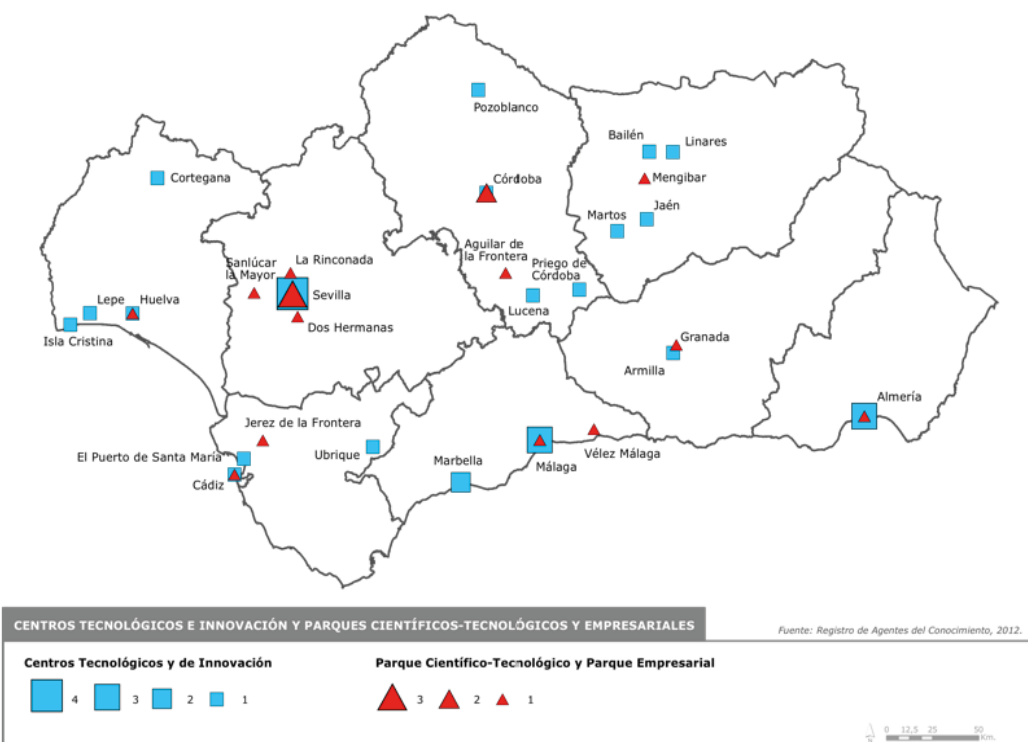 Pozoblanco
Bailén
Linares
Cortegana
Córdoba
Mengibar
Jaén
Martos
Aguilar de
la Frontera
La Rinconada
Sanlúcar
la Mayor
Priego de
Córdoba
Sevilla
Lepe
Huelva
Lucena
Dos Hermanas
Isla Cristina
Granada
Armilla
Almería
Jerez de la Frontera
Ubrique
El Puerto de Santa María
Marbella
Málaga
Vélez Málaga
Cádiz
CENTROS TECNOLÓGICOS E INNOVACIÓN Y PARQUES CIENTÍFICOS-TECNOLÓGICOS Y EMPRESARIALES
Fuente: Registro de Agentes del Conocimiento, 2012.
Centros Tecnológicos y de Innovación
4 3 2 1
Parque Científico-Tecnológico y Parque Empresarial
3 2 1
0 12,5 25 50
Km.